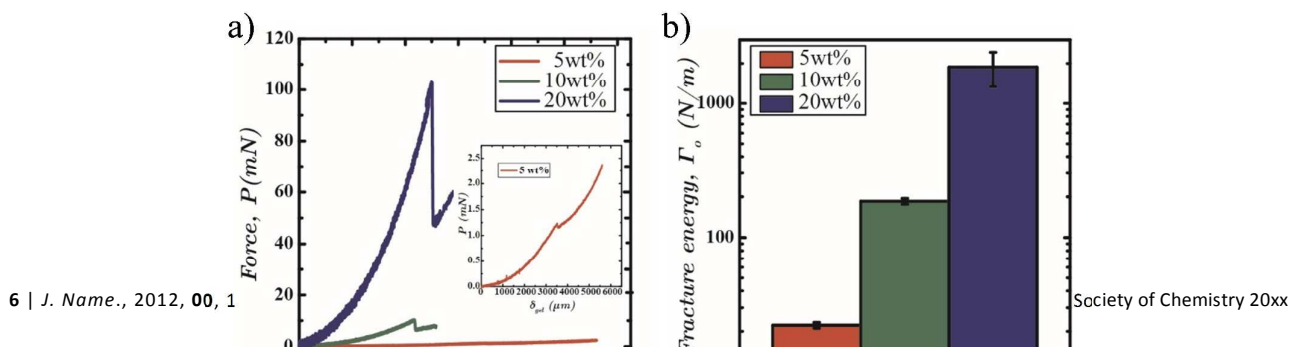 a)
120
100
80
60
40
20
0
Force, P (mN)
5wt%
10wt%
20wt%
2.5
2.0
1.5
1.0
0.5
0.0
P (mN)
5 wt%
0 1000 2000 3000 4000 5000 6000
δgel (μm)
b)
1000
100
Fracture energy, Γo (N/m)
5wt%
10wt%
20wt%
6 | J. Name., 2012, 00, 1
Society of Chemistry 20xx